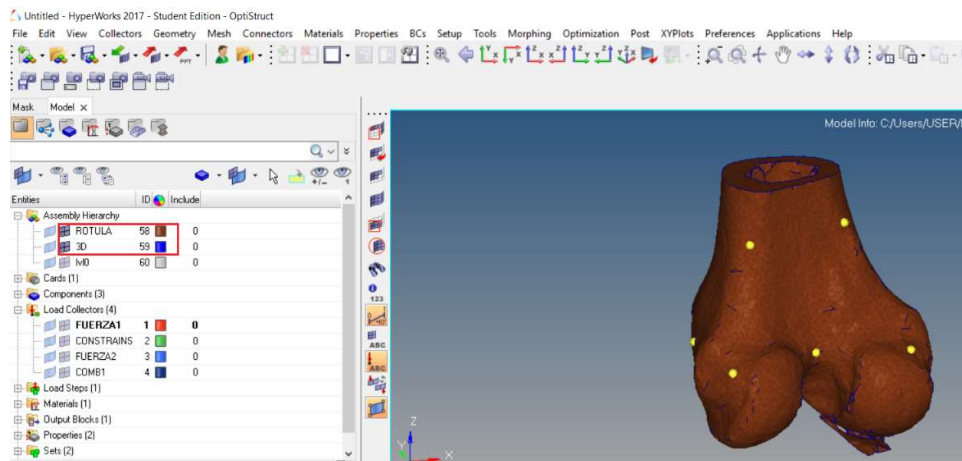 Untitled - HyperWorks 2017 - Student Edition - OptiStruct
File Edit View Collectors Geometry Mesh Connectors Materials Properties BCs Setup Tools Morphing Optimization Post XYPlots Preferences Applications Help
Mask Model x
Model Info: C:/Users/USER/
Entities ID Include
Assembly Hierarchy
ROTULA 58 0
3D 59 0
lvl0 60 0
Cards (1)
Components (3)
Load Collectors (4)
FUERZA1 1 0
CONSTRAINS 2 0
FUERZA2 3 0
COMB1 4 0
Load Steps (1)
Materials (1)
Output Blocks (1)
Properties (2)
Sets (2)
123
ABC
ABC
Z
Y
X